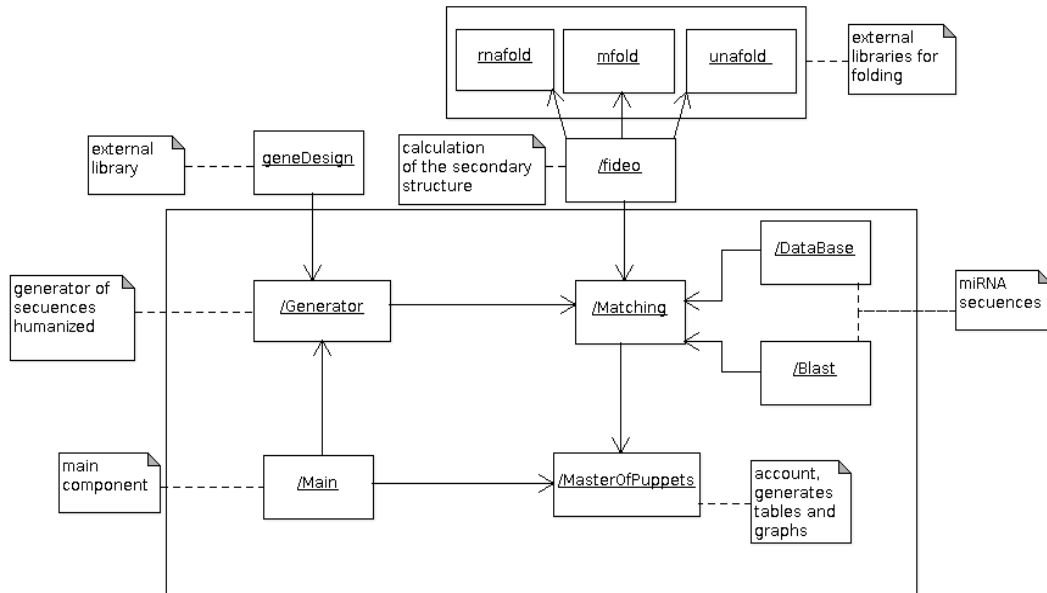 rnafold
mfold
unafold
external
libraries for
folding
external
library
geneDesign
calculation
of the secondary
structure
/fideo
/DataBase
generator of
secuences
humanized
/Generator
/Matching
miRNA
secuences
/Blast
main
component
/Main
/MasterOfPuppets
account,
generates
tables and
graphs